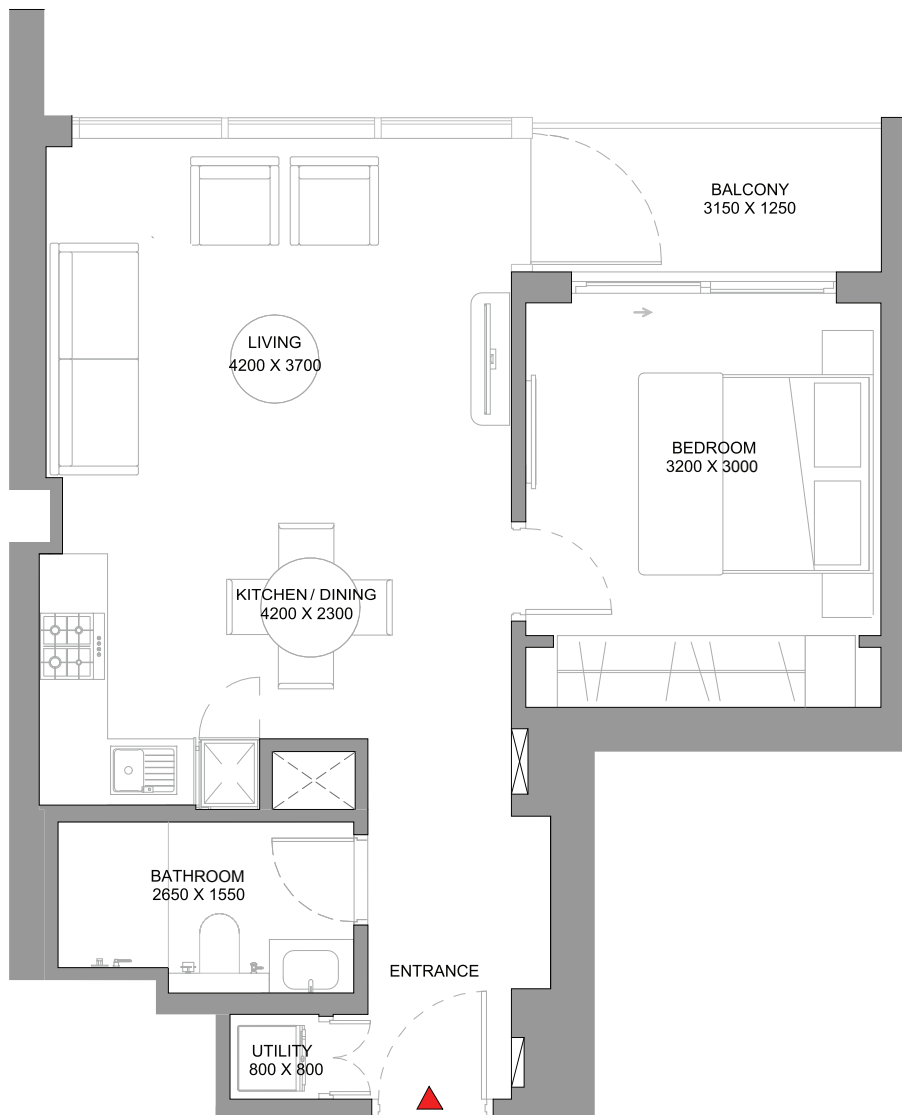 BALCONY
3150 X 1250
LIVING
4200 X 3700
BEDROOM
3200 X 3000
KITCHEN / DINING
4200 X 2300
BATHROOM
2650 X 1550
ENTRANCE
UTILITY
800 X 800